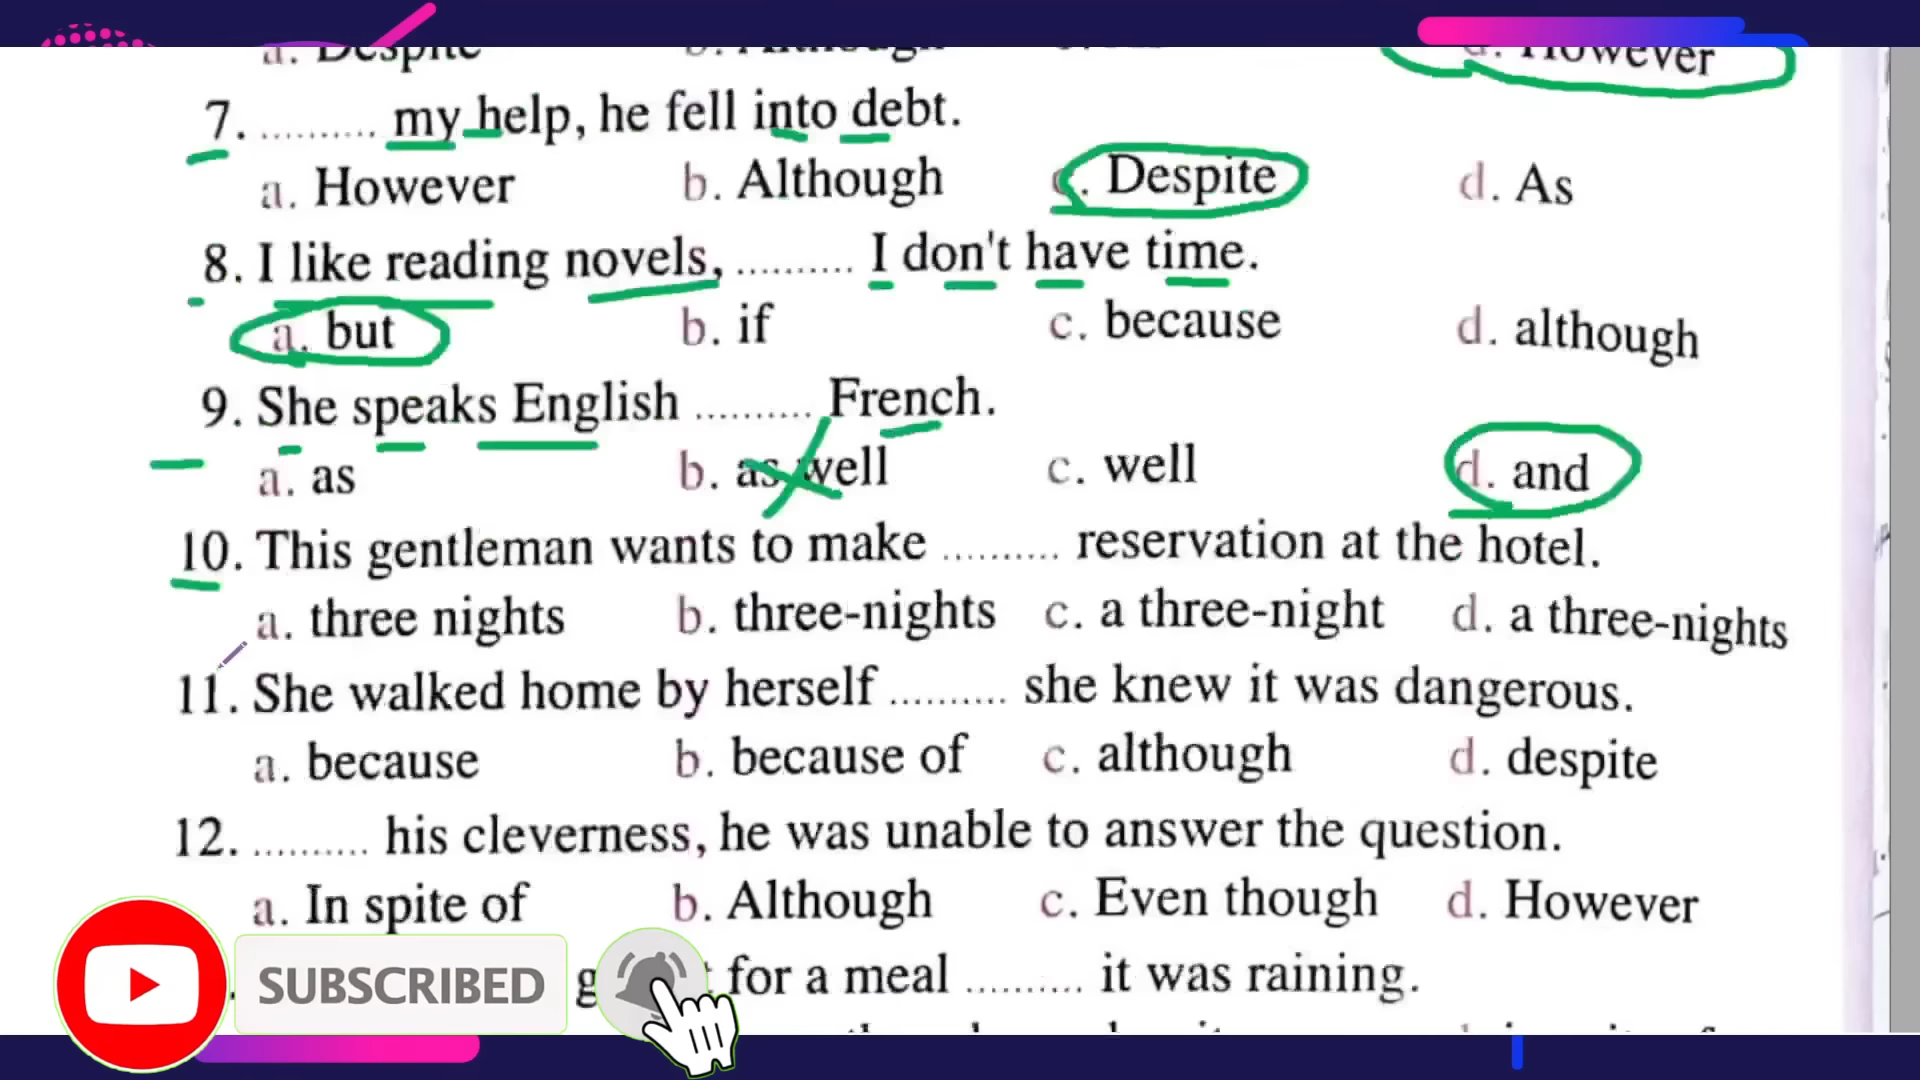 a. Despite b. Although d. However
7. .......... my help, he fell into debt.
a. However b. Although c. Despite d. As
8. I like reading novels, .......... I don't have time.
a. but b. if c. because d. although
9. She speaks English .......... French.
a. as b. as well c. well d. and
10. This gentleman wants to make .......... reservation at the hotel.
a. three nights b. three-nights c. a three-night d. a three-nights
11. She walked home by herself .......... she knew it was dangerous.
a. because b. because of c. although d. despite
12. .......... his cleverness, he was unable to answer the question.
a. In spite of b. Although c. Even though d. However
for a meal .......... it was raining.
SUBSCRIBED